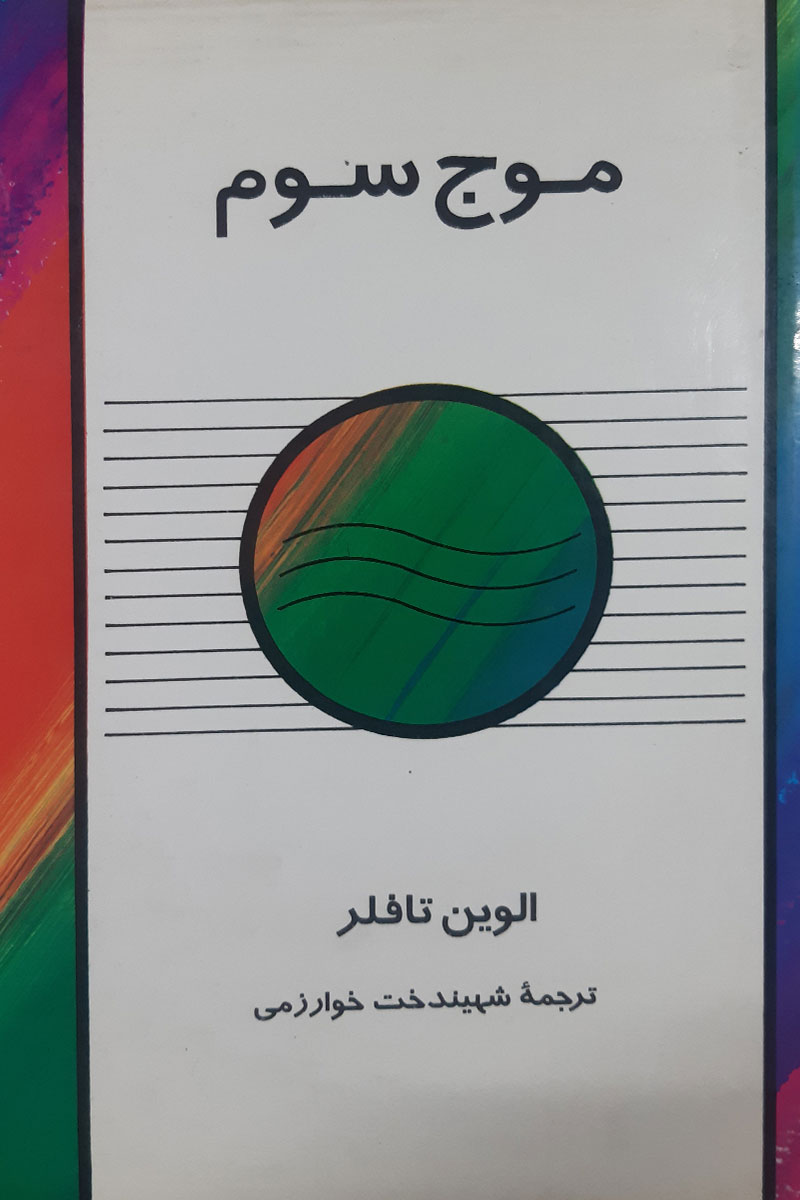 موج سوم
الوین تافلر
ترجمهٔ شهیندخت خوارزمی